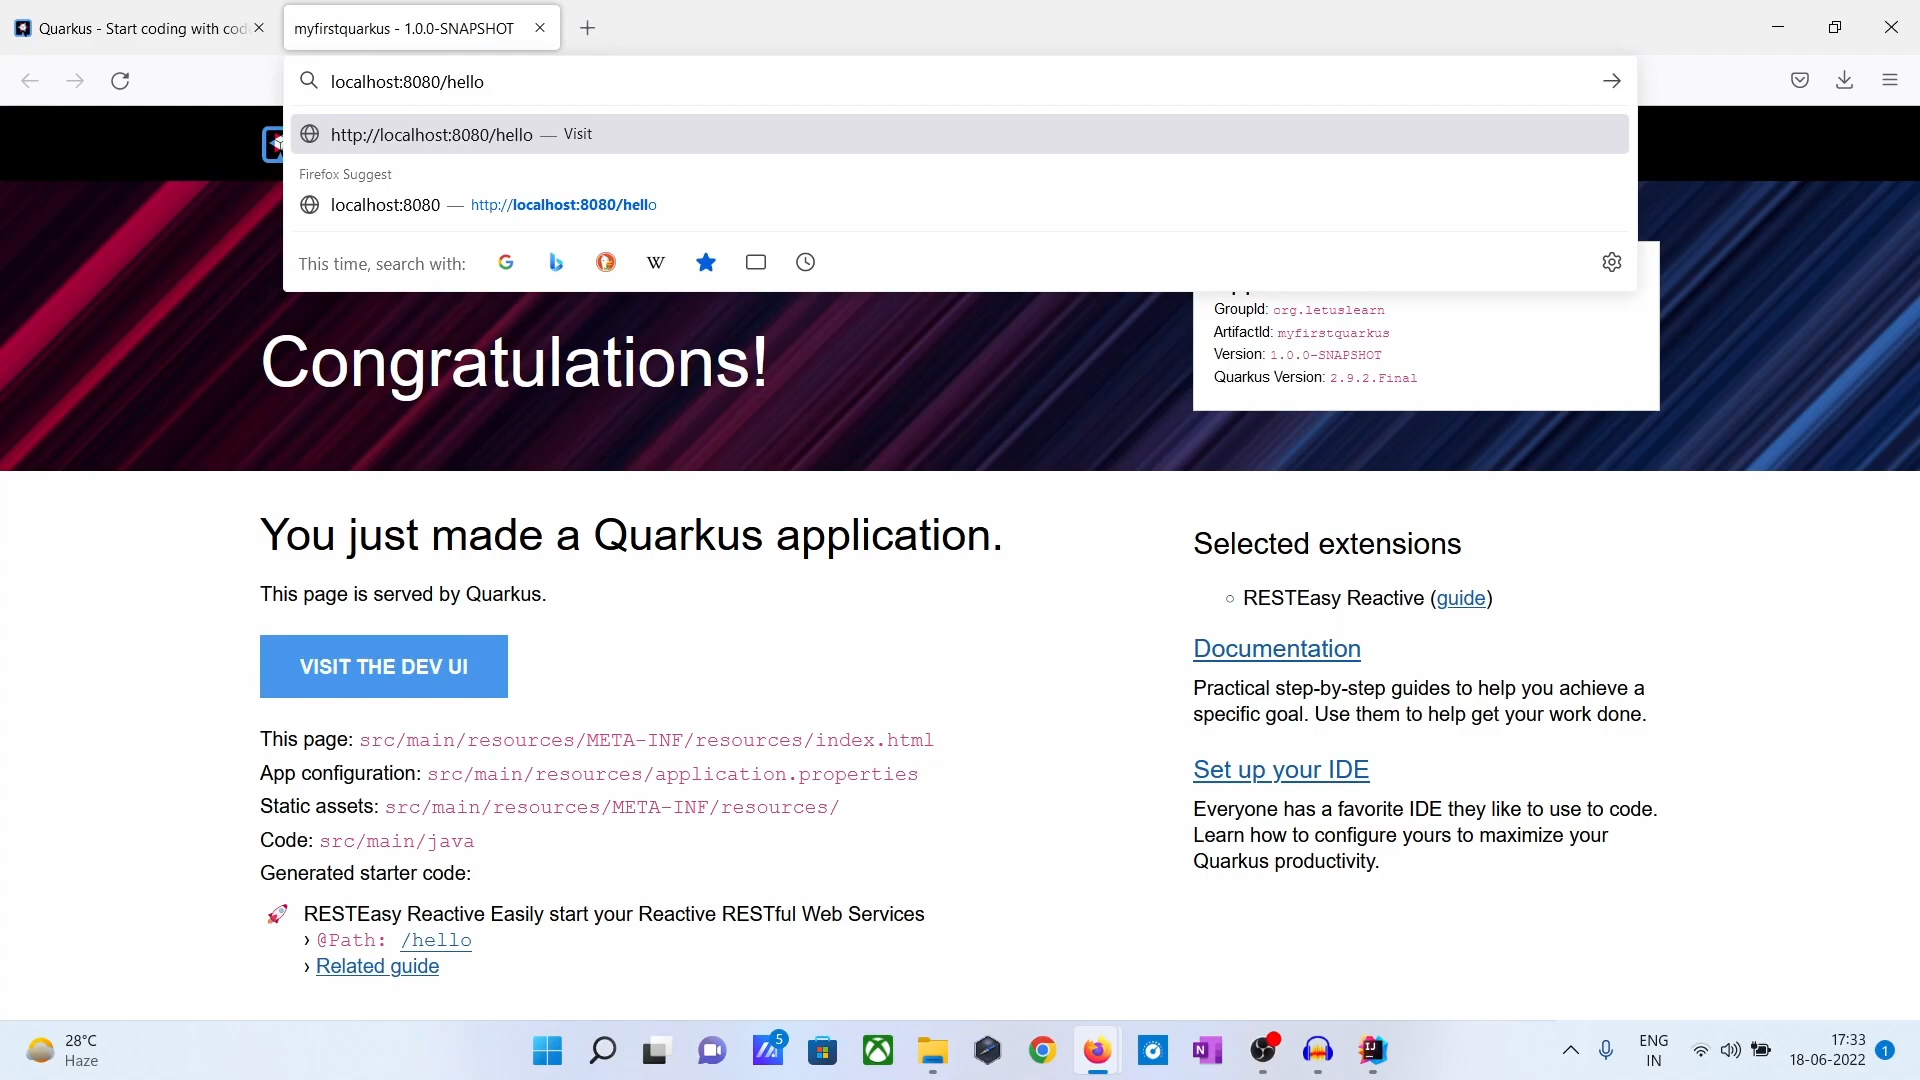 Quarkus - Start coding with cod
myfirstquarkus - 1.0.0-SNAPSHOT
localhost:8080/hello
http://localhost:8080/hello — Visit
Firefox Suggest
localhost:8080 — http://localhost:8080/hello
This time, search with:
Congratulations!
GroupId: org.letuslearn
ArtifactId: myfirstquarkus
Version: 1.0.0-SNAPSHOT
Quarkus Version: 2.9.2.Final
You just made a Quarkus application.
This page is served by Quarkus.
VISIT THE DEV UI
This page: src/main/resources/META-INF/resources/index.html
App configuration: src/main/resources/application.properties
Static assets: src/main/resources/META-INF/resources/
Code: src/main/java
Generated starter code:
RESTEasy Reactive Easily start your Reactive RESTful Web Services
› @Path: /hello
› Related guide
Selected extensions
RESTEasy Reactive (guide)
Documentation
Practical step-by-step guides to help you achieve a
specific goal. Use them to help get your work done.
Set up your IDE
Everyone has a favorite IDE they like to use to code.
Learn how to configure yours to maximize your
Quarkus productivity.
28°C
Haze
5
ENG
IN
17:33
18-06-2022
1